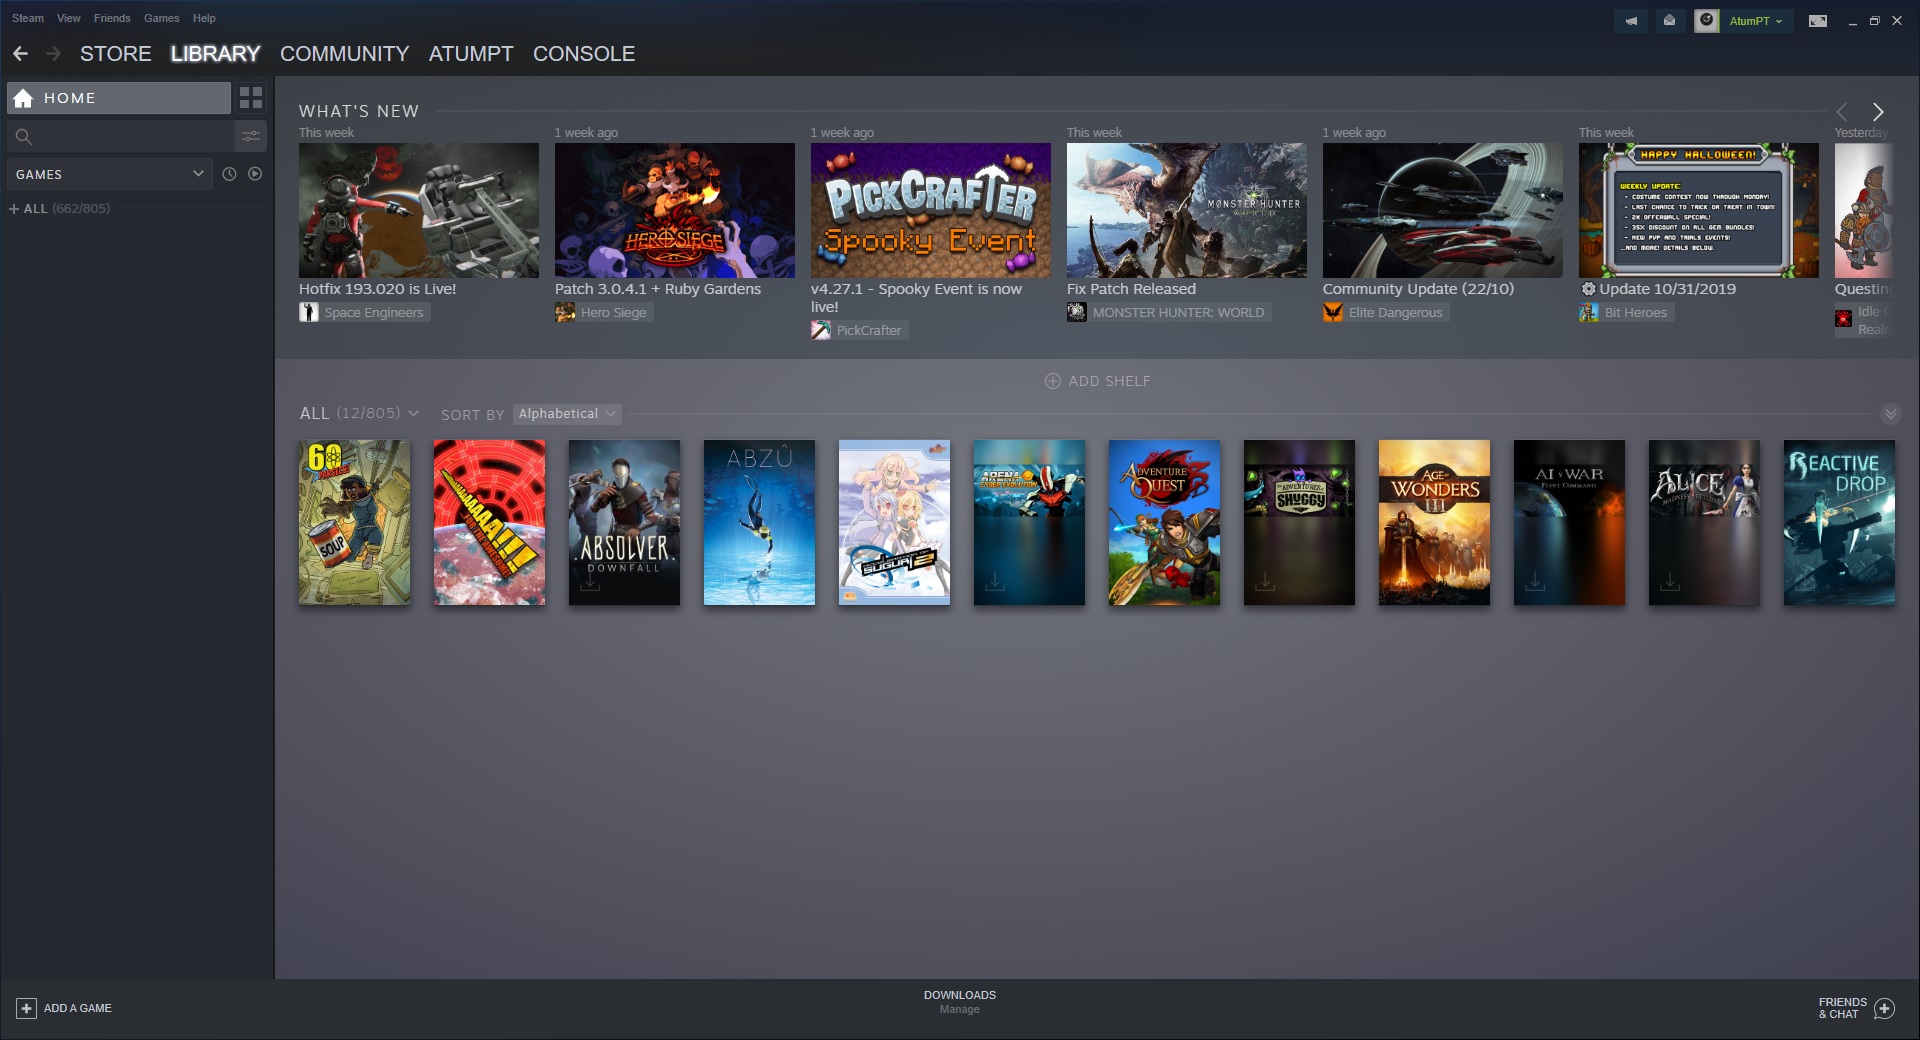 Steam View Friends Games Help
AtumPT
STORE LIBRARY COMMUNITY ATUMPT CONSOLE
HOME
GAMES
+ ALL (662/805)
WHAT'S NEW
This week
Hotfix 193.020 is Live!
Space Engineers
1 week ago
HERO SIEGE
Patch 3.0.4.1 + Ruby Gardens
Hero Siege
1 week ago
PICKCRAFTER
Spooky Event
v4.27.1 - Spooky Event is now
live!
PickCrafter
This week
MONSTER HUNTER
WORLD
Fix Patch Released
MONSTER HUNTER: WORLD
1 week ago
Community Update (22/10)
Elite Dangerous
This week
HAPPY HALLOWEEN!
WEEKLY UPDATE:
- COSTUME CONTEST NOW THROUGH MONDAY!
- LAST CHANCE TO TRICK OR TREAT IN TOWN!
- 2X OFFERWALL SPECIAL!
- 35% DISCOUNT ON ALL GEM BUNDLES!
- NEW PVP AND TRIALS EVENTS!
...AND MORE! DETAILS BELOW.
Update 10/31/2019
Bit Heroes
Yesterday
Questing
Idle
Real
ADD SHELF
ALL (12/805)
SORT BY Alphabetical
60
SOUP
ABSOLVER
DOWNFALL
ABZÛ
ARENA
CYBER EVOLUTION
ADVENTURE
QUEST
ADVENTURES OF
SHUGGY
AGE OF
WONDERS
III
AI WAR
FLEET COMMAND
ALICE
MADNESS RETURNS
REACTIVE
DROP
ADD A GAME
DOWNLOADS
Manage
FRIENDS
& CHAT